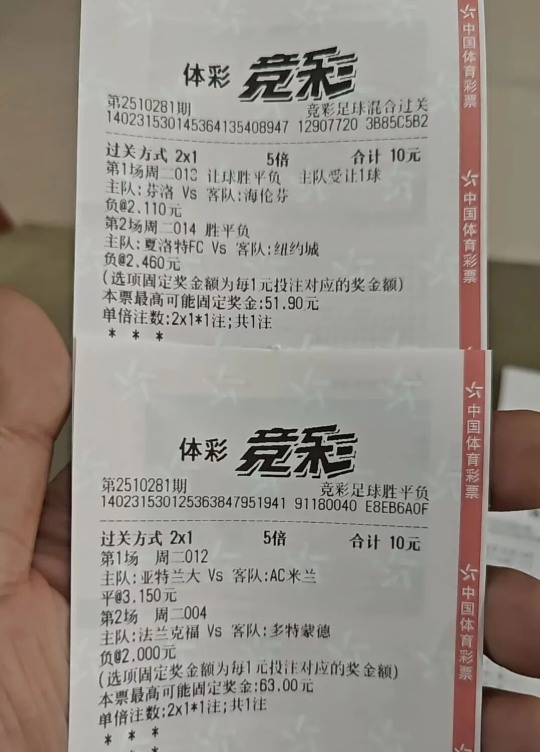 体彩 竞彩
第2510281期 竞彩足球混合过关
140231530145364135408947 12907720 3B85C5B2
过关方式 2x1 5倍 合计 10元
第1场周二013 让球胜平负 主队受让1球
主队:芬洛 Vs 客队:海伦芬
负@2.110元
第2场周二014 胜平负
主队:夏洛特FC Vs 客队:纽约城
负@2.460元
(选项固定奖金额为每1元投注对应的奖金额)
本票最高可能固定奖金:51.90元
单倍注数:2x1*1注;共1注
* * *
中国体育彩票
中国体育彩票
体彩 竞彩
第2510281期 竞彩足球胜平负
140231530125363847951941 91180040 E8EB6A0F
过关方式 2x1 5倍 合计 10元
第1场 周二012
主队:亚特兰大 Vs 客队:AC米兰
平@3.150元
第2场 周二004
主队:法兰克福 Vs 客队:多特蒙德
负@2.000元
(选项固定奖金额为每1元投注对应的奖金额)
本票最高可能固定奖金:63.00元
单倍注数:2x1*1注;共1注
* * *
中国体育彩票
中国体育彩票